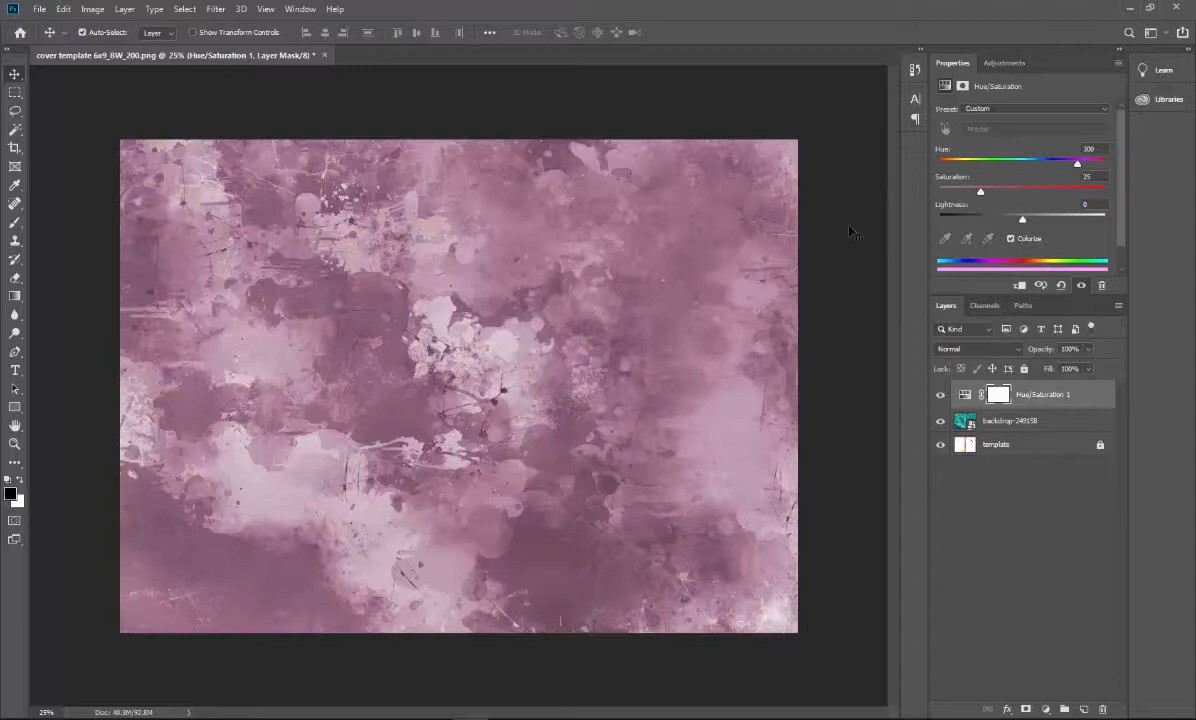 Ps File Edit Image Layer Type Select Filter 3D View Window Help
Auto-Select: Layer Show Transform Controls 3D Mode:
cover template 6x9_BW_200.png @ 25% (Hue/Saturation 1, Layer Mask/8) *
Properties Adjustments
Learn
Hue/Saturation
Libraries
Preset: Custom
Master
Hue: 300
Saturation: 25
Lightness: 0
Colorize
Layers Channels Paths
Kind
Normal Opacity: 100%
Lock: Fill: 100%
Hue/Saturation 1
backdrop-249158
template
25% Doc: 40.3M/92.8M